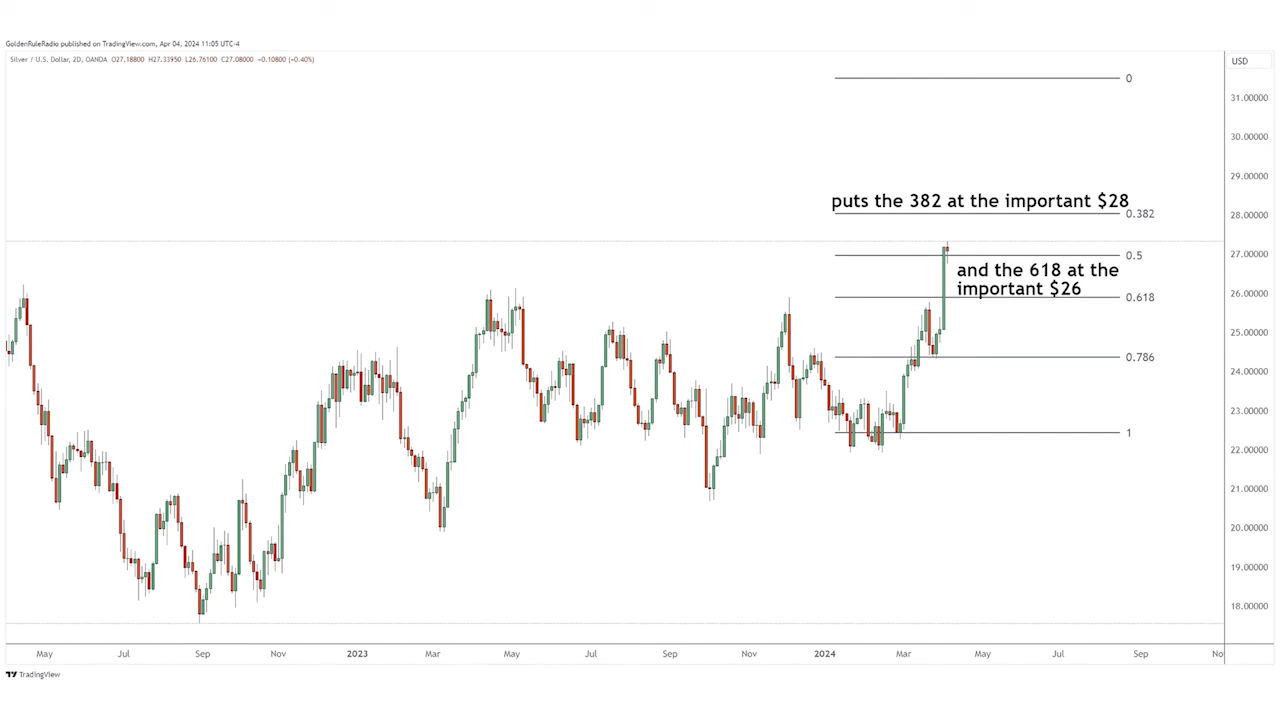 GoldenRuleRadio published on TradingView.com, Apr 04, 2024 11:05 UTC-4
Silver / U.S. Dollar, 2D, OANDA O27.18800 H27.33950 L26.76100 C27.08000 −0.10800 (−0.40%)
USD
0
31.00000
30.00000
29.00000
puts the 382 at the important $28
0.382
28.00000
0.5
27.00000
and the 618 at the
important $26
0.618
26.00000
25.00000
0.786
24.00000
23.00000
1
22.00000
21.00000
20.00000
19.00000
18.00000
May Jul Sep Nov 2023 Mar May Jul Sep Nov 2024 Mar May Jul Sep No
TradingView